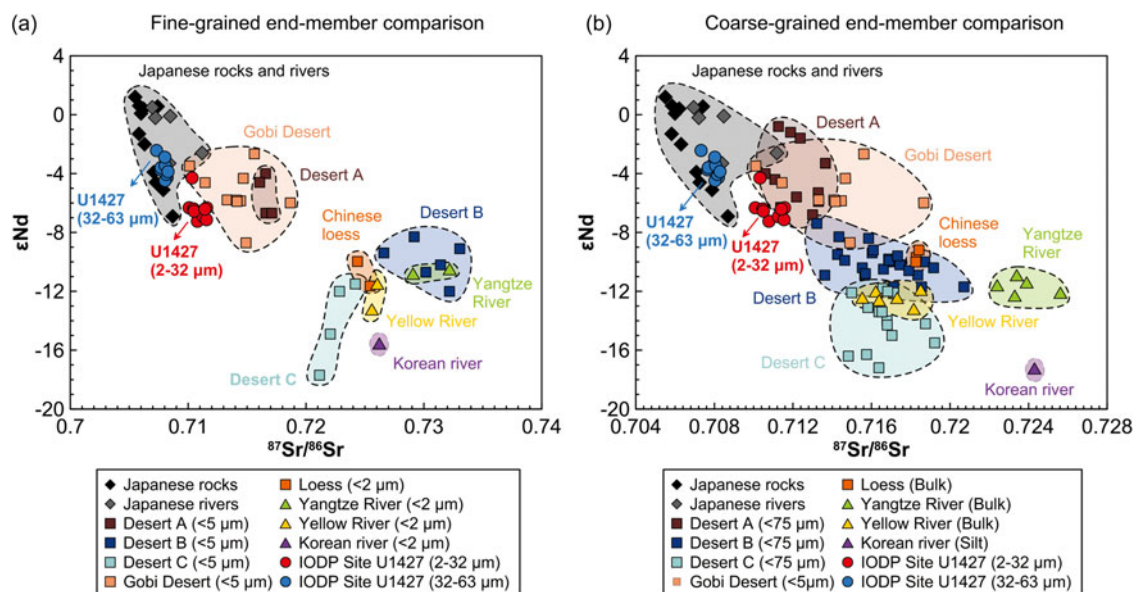 (a) Fine-grained end-member comparison
4
Japanese rocks and rivers
0
Gobi Desert
-4
Desert A
U1427
(32-63 µm)
Chinese
loess
Desert B
-8
U1427
(2-32 µm)
εNd
-12
Yangtze
River
Yellow River
-16
Korean river
Desert C
-20
0.7 0.71 0.72 0.73 0.74
⁸⁷Sr/⁸⁶Sr
Japanese rocks
Japanese rivers
Desert A (<5 µm)
Desert B (<5 µm)
Desert C (<5 µm)
Gobi Desert (<5 µm)
Loess (<2 µm)
Yangtze River (<2 µm)
Yellow River (<2 µm)
Korean river (<2 µm)
IODP Site U1427 (2-32 µm)
IODP Site U1427 (32-63 µm)
(b) Coarse-grained end-member comparison
4
Japanese rocks and rivers
0
Desert A
Gobi Desert
-4
U1427
(32-63 µm)
Chinese
loess
-8
U1427
(2-32 µm)
Yangtze
River
εNd
-12
Desert B
Yellow River
-16
Desert C
Korean river
-20
0.704 0.708 0.712 0.716 0.720 0.724 0.728
⁸⁷Sr/⁸⁶Sr
Japanese rocks
Japanese rivers
Desert A (<75 µm)
Desert B (<75 µm)
Desert C (<75 µm)
Gobi Desert (<5µm)
Loess (Bulk)
Yangtze River (Bulk)
Yellow River (Bulk)
Korean river (Silt)
IODP Site U1427 (2-32 µm)
IODP Site U1427 (32-63 µm)